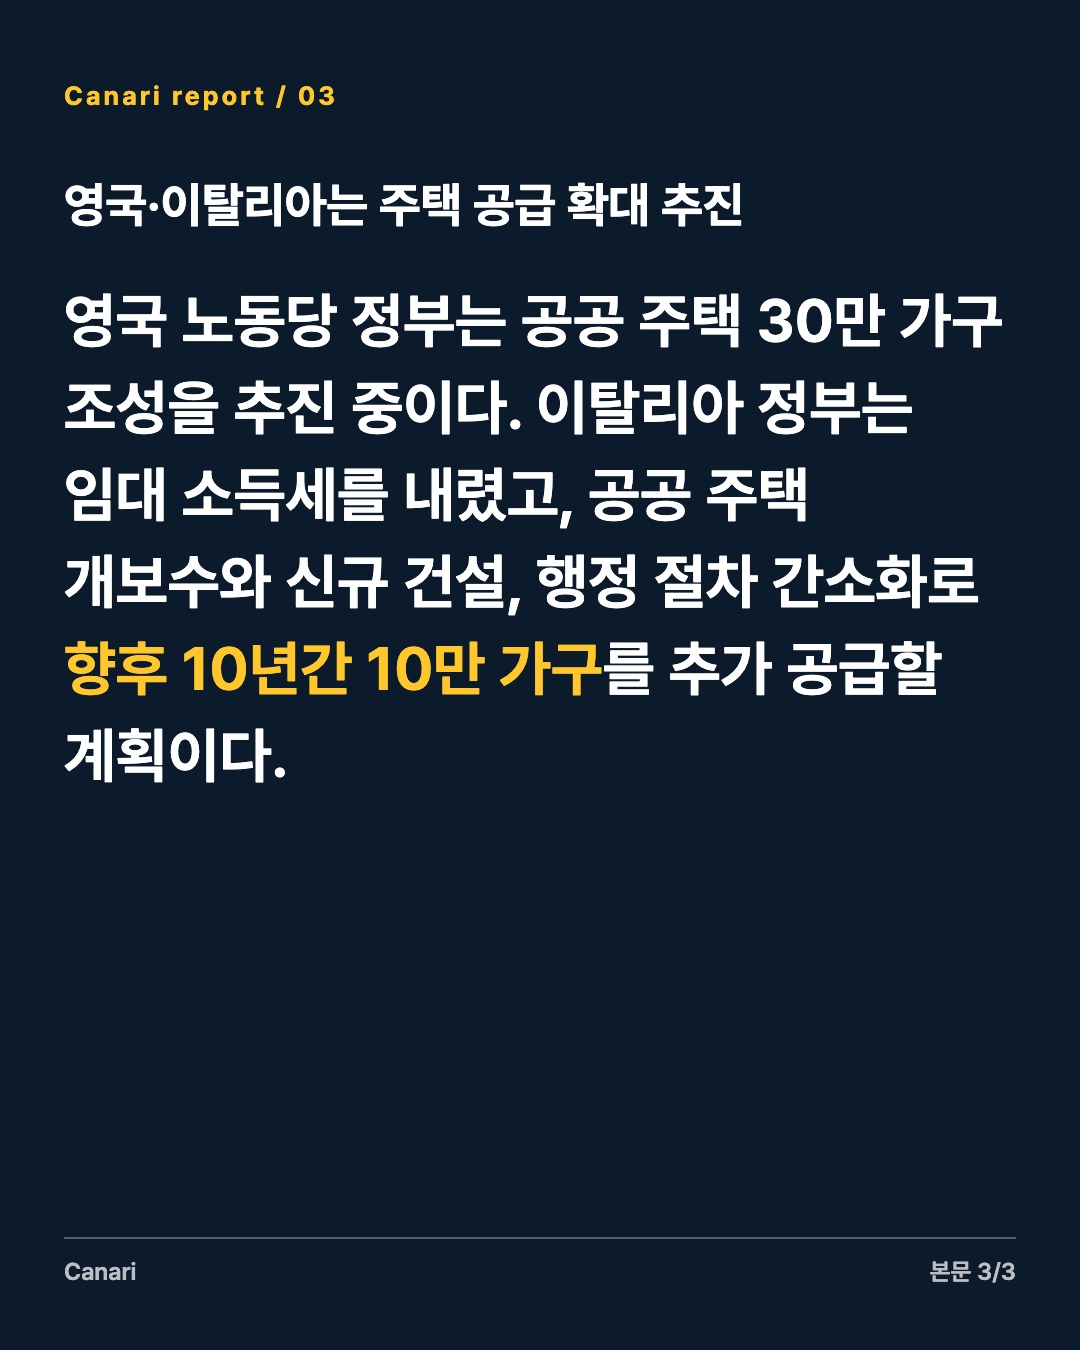 Canari report / 03
영국·이탈리아는 주택 공급 확대 추진
영국 노동당 정부는 공공 주택 30만 가구
조성을 추진 중이다. 이탈리아 정부는
임대 소득세를 내렸고, 공공 주택
개보수와 신규 건설, 행정 절차 간소화로
향후 10년간 10만 가구를 추가 공급할
계획이다.
Canari
본문 3/3